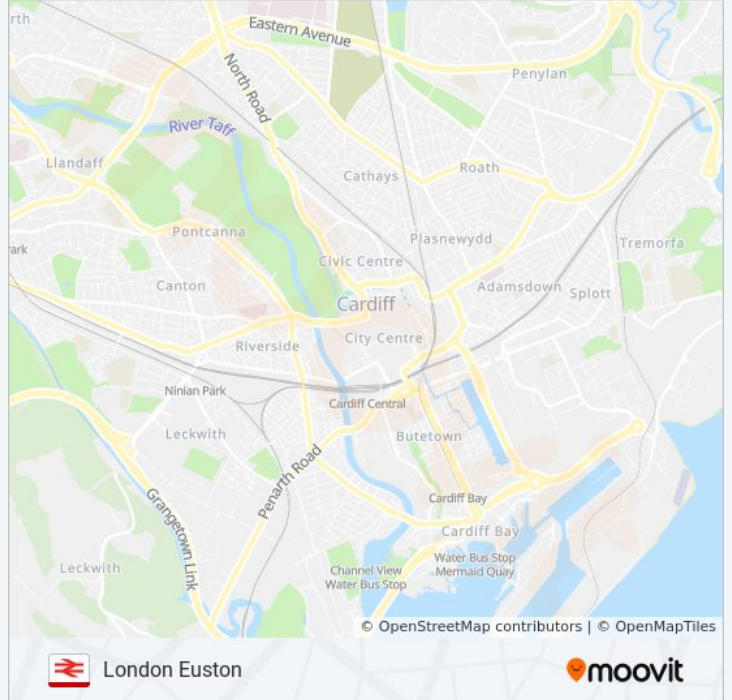 rth
Eastern Avenue
Penylan
North Road
River Taff
Llandaff
Roath
Cathays
Pontcanna
Plasnewydd
Tremorfa
ark
Civic Centre
Canton
Adamsdown
Splott
Cardiff
City Centre
Riverside
Ninian Park
Cardiff Central
Leckwith
Butetown
Penarth Road
Cardiff Bay
Grangetown Link
Cardiff Bay
Water Bus Stop
Mermaid Quay
Leckwith
Channel View
Water Bus Stop
© OpenStreetMap contributors | © OpenMapTiles
London Euston
moovit